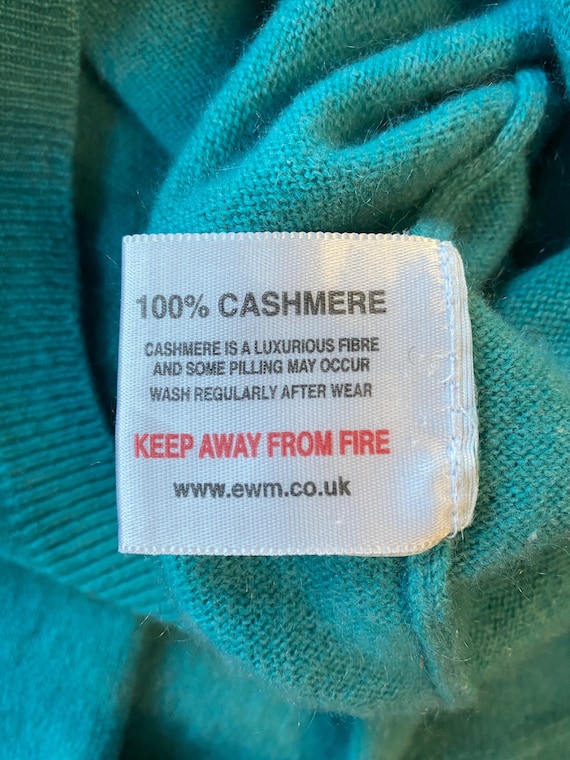 100% CASHMERE
CASHMERE IS A LUXURIOUS FIBRE
AND SOME PILLING MAY OCCUR
WASH REGULARLY AFTER WEAR
KEEP AWAY FROM FIRE
www.ewm.co.uk